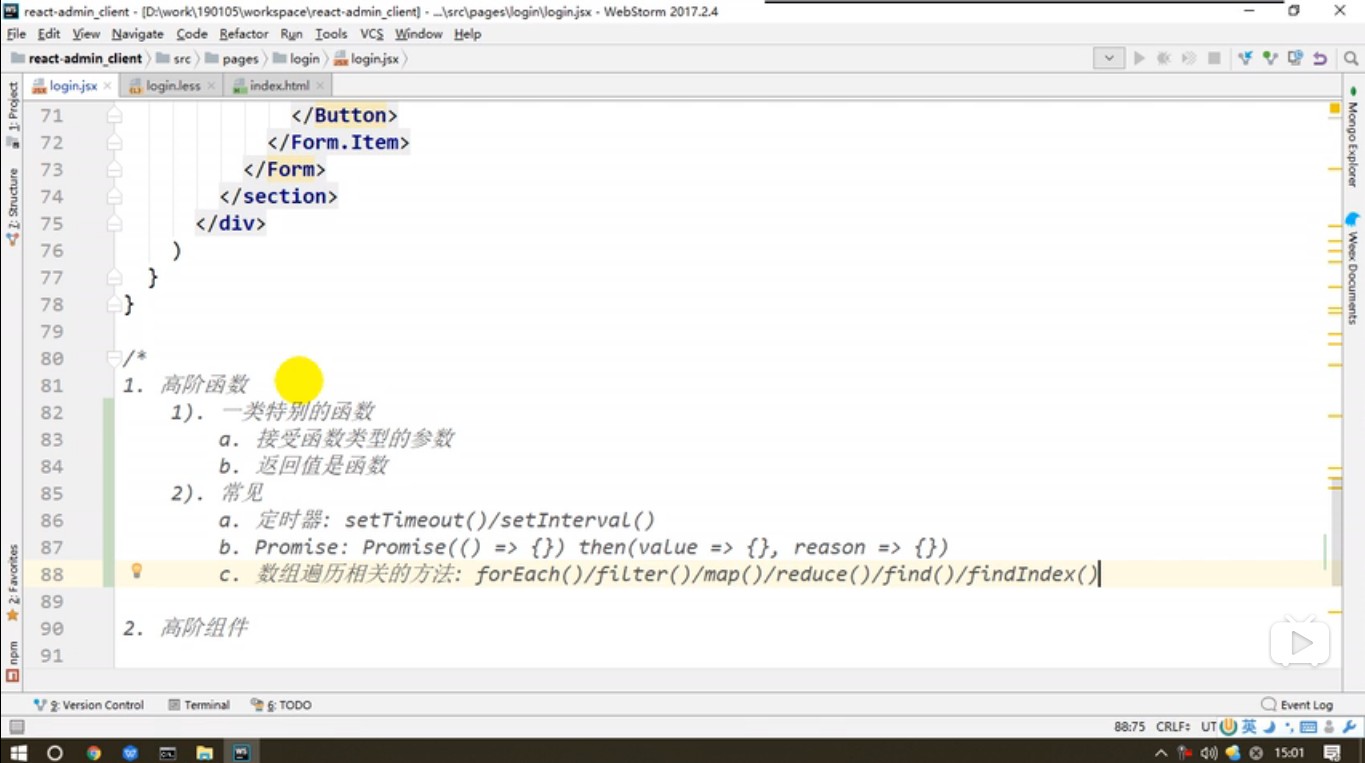 react-admin_client - [D:\work\190105\workspace\react-admin_client] - ...\src\pages\login\login.jsx - WebStorm 2017.2.4
File Edit View Navigate Code Refactor Run Tools VCS Window Help
react-admin_client src pages login login.jsx
login.jsx login.less index.html
1: Project
7: Structure
2: Favorites
npm
71 </Button>
72 </Form.Item>
73 </Form>
74 </section>
75 </div>
76 )
77 }
78 }
79
80 /*
81 1. 高阶函数
82 1). 一类特别的函数
83 a. 接受函数类型的参数
84 b. 返回值是函数
85 2). 常见
86 a. 定时器: setTimeout()/setInterval()
87 b. Promise: Promise(() => {}) then(value => {}, reason => {})
88 c. 数组遍历相关的方法: forEach()/filter()/map()/reduce()/find()/findIndex()
89
90 2. 高阶组件
91
Mongo Explorer
Weex Documents
9: Version Control Terminal 6: TODO Event Log
88:75 CRLF UT 英
15:01